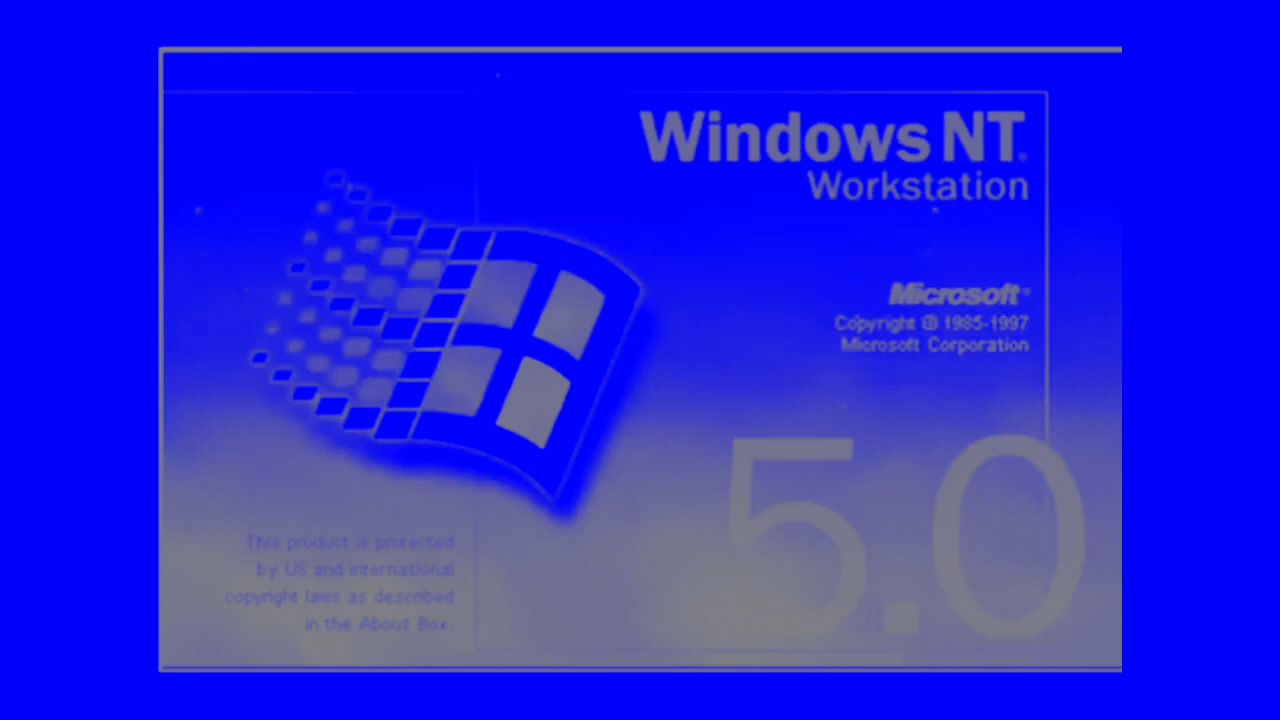 Windows NT®
Workstation
Microsoft®
Copyright © 1985-1997
Microsoft Corporation
5.0
This product is protected
by US and international
copyright laws as described
in the About Box.